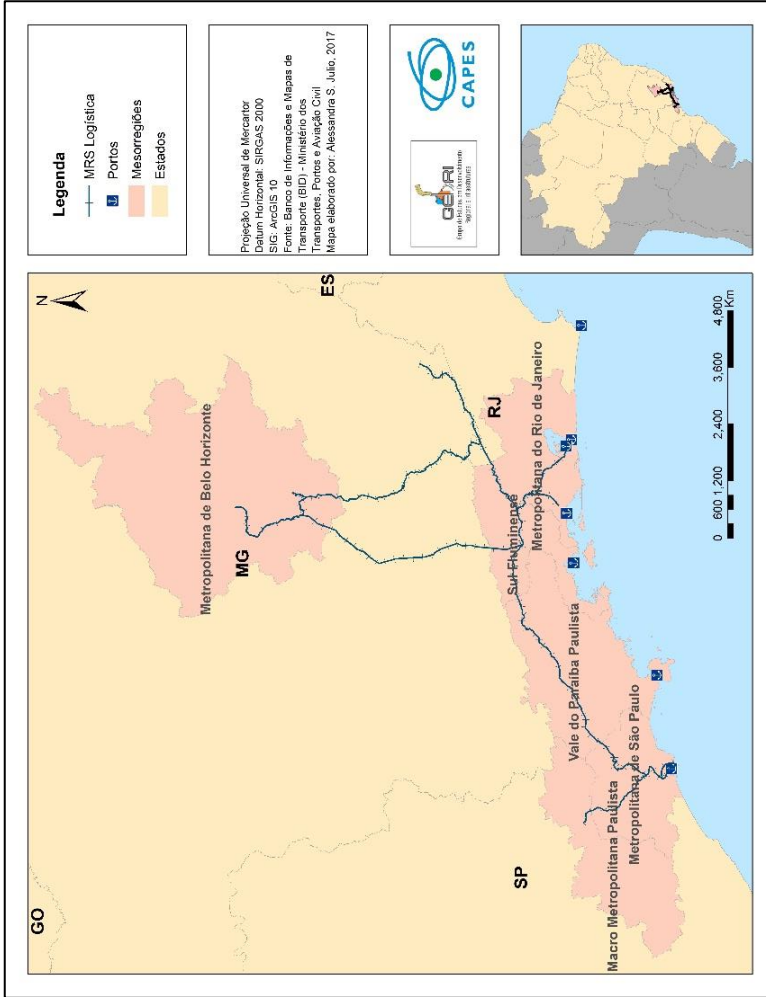 GO
MG
ES
SP
RJ
N
Metropolitana de Belo Horizonte
Sul Fluminense
Metropolitana do Rio de Janeiro
Vale do Paraíba Paulista
Macro Metropolitana Paulista
Metropolitana de São Paulo
0 600 1,200 2,400 3,600 4,800
Km
Legenda
MRS Logística
Portos
Mesorregiões
Estados
Projeção Universal de Mercartor
Datum Horizontal: SIRGAS 2000
SIG: ArcGIS 10
Fonte: Banco de Informações e Mapas de
Transporte (BID) - Ministério dos
Transportes, Portos e Aviação Civil
Mapa elaborado por: Alessandra S. Julio, 2017
GEDRI
CAPES